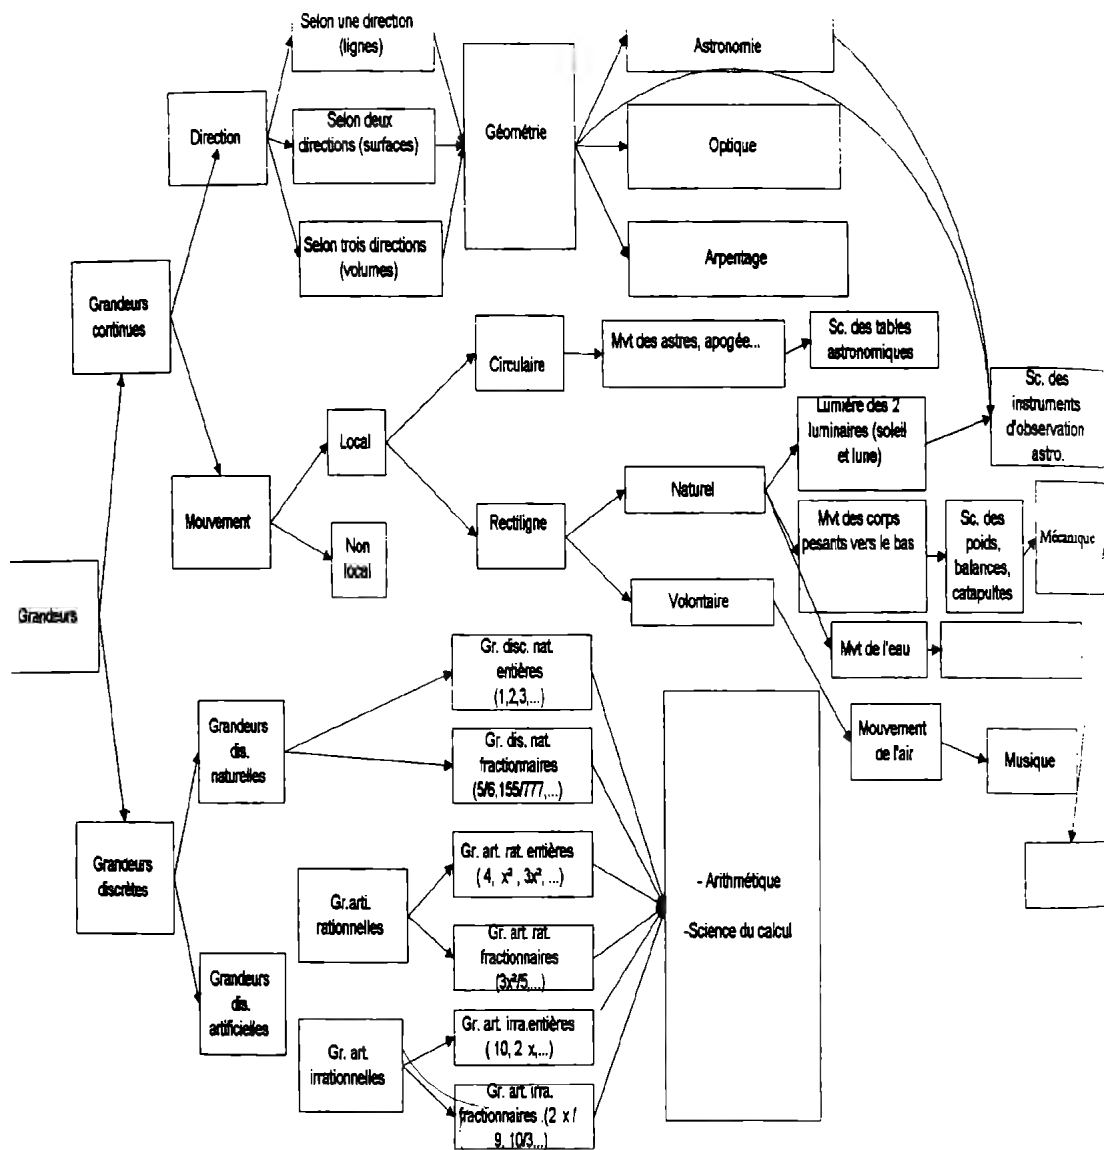 Selon une direction
(lignes)
Astronomie
Direction
Selon deux
directions (surfaces)
Géométrie
Optique
Selon trois directions
(volumes)
Arpentage
Grandeurs
continues
Circulaire
Mvt des astres, apogée...
Sc. des tables
astronomiques
Sc. des
instruments
d'observation
astro.
Local
Lumière des 2
luminaires (soleil
et lune)
Mouvement
Non
local
Rectiligne
Naturel
Mvt des corps
pesants vers le bas
Sc. des
poids,
balances,
catapultes
Mécanique
Volontaire
Mvt de l'eau
Grandeurs
Gr. disc. nat.
entières
(1,2,3,...)
Grandeurs
dis.
naturelles
Gr. dis. nat.
fractionnaires
(5/6,155/777,...)
Mouvement
de l'air
Musique
Grandeurs
discrètes
Gr. art. rat. entières
( 4, x² , 3x², ...)
Gr.arti.
rationnelles
Gr. art. rat.
fractionnaires
(3x²/5,...)
- Arithmétique
-Science du calcul
Grandeurs
dis.
artificielles
Gr. art.
irrationnelles
Gr. art. irra.entières
( 10, 2 x,...)
Gr. art. irra.
fractionnaires .(2 x /
9, 10/3...)